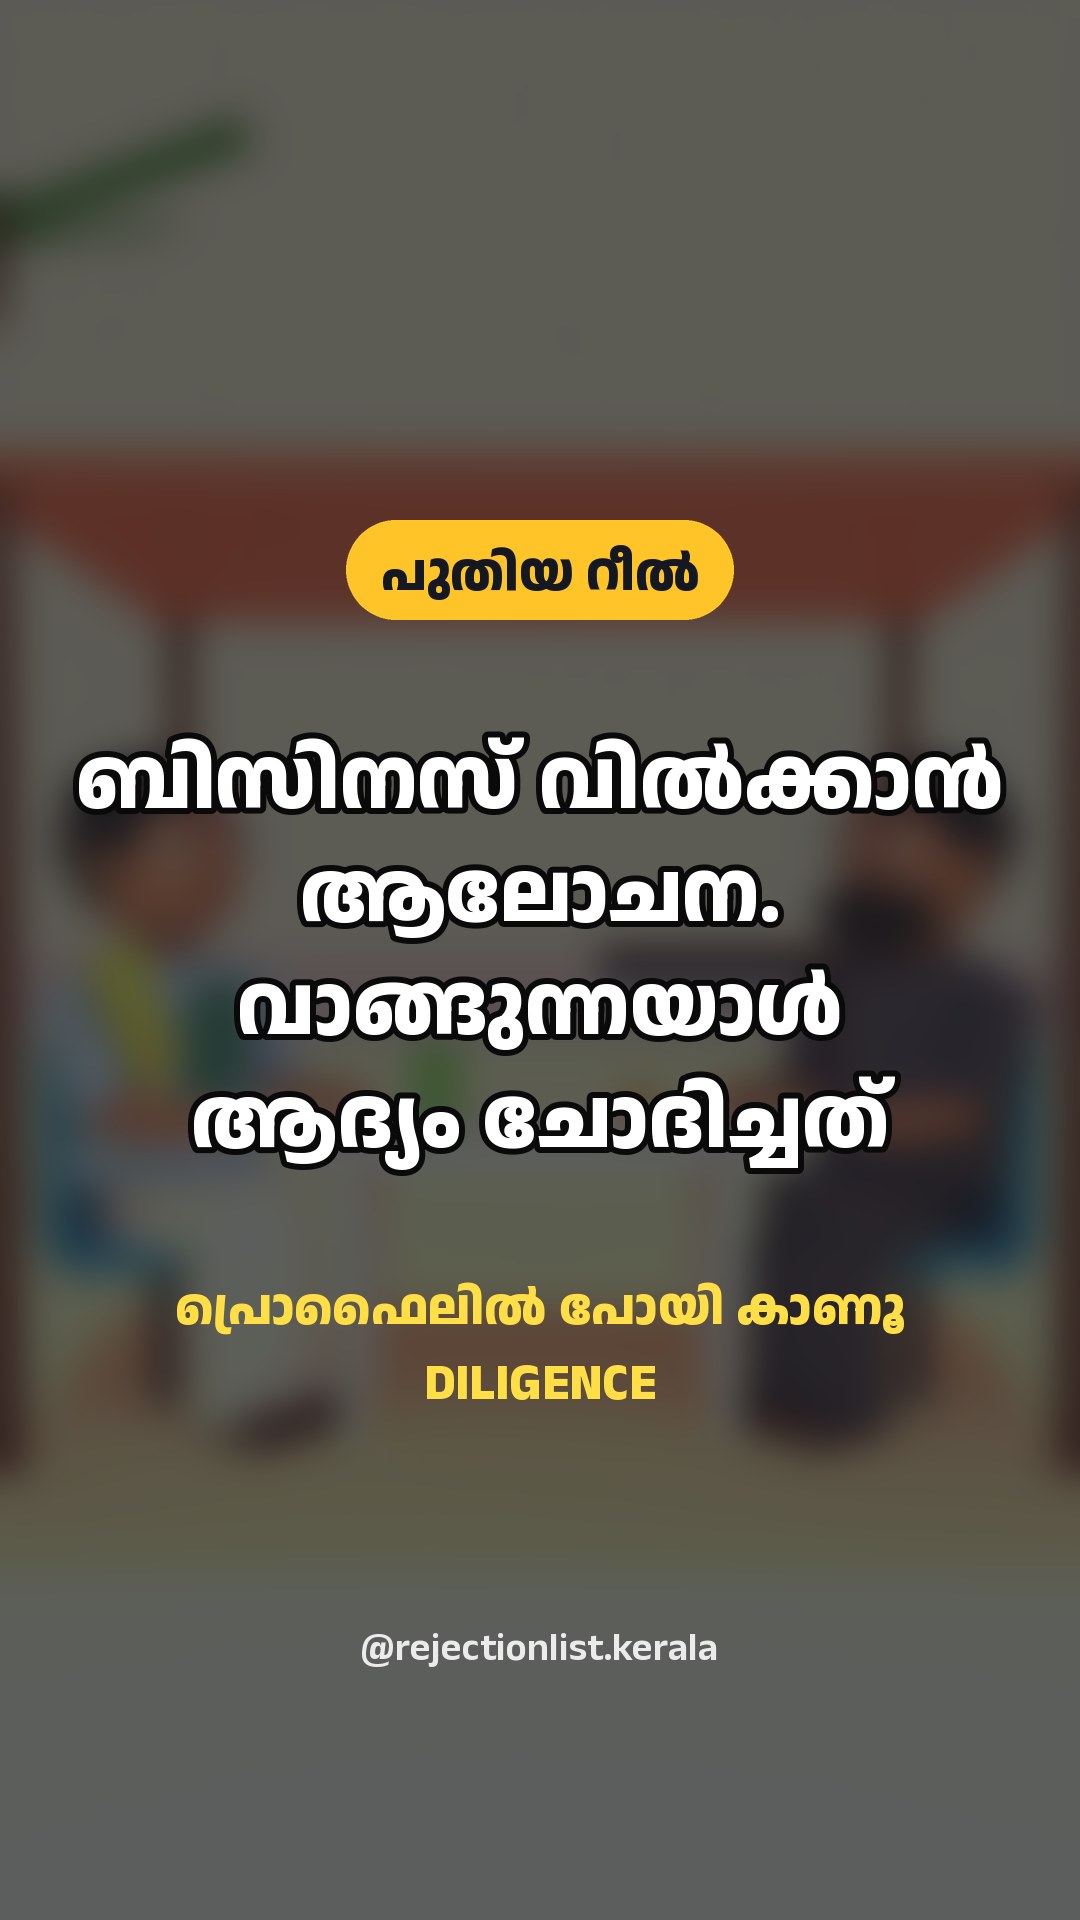 പുതിയ റീൽ
ബിസിനസ് വിൽക്കാൻ
ആലോചന.
വാങ്ങുന്നയാൾ
ആദ്യം ചോദിച്ചത്
പ്രൊഫൈലിൽ പോയി കാണൂ
DILIGENCE
@rejectionlist.kerala